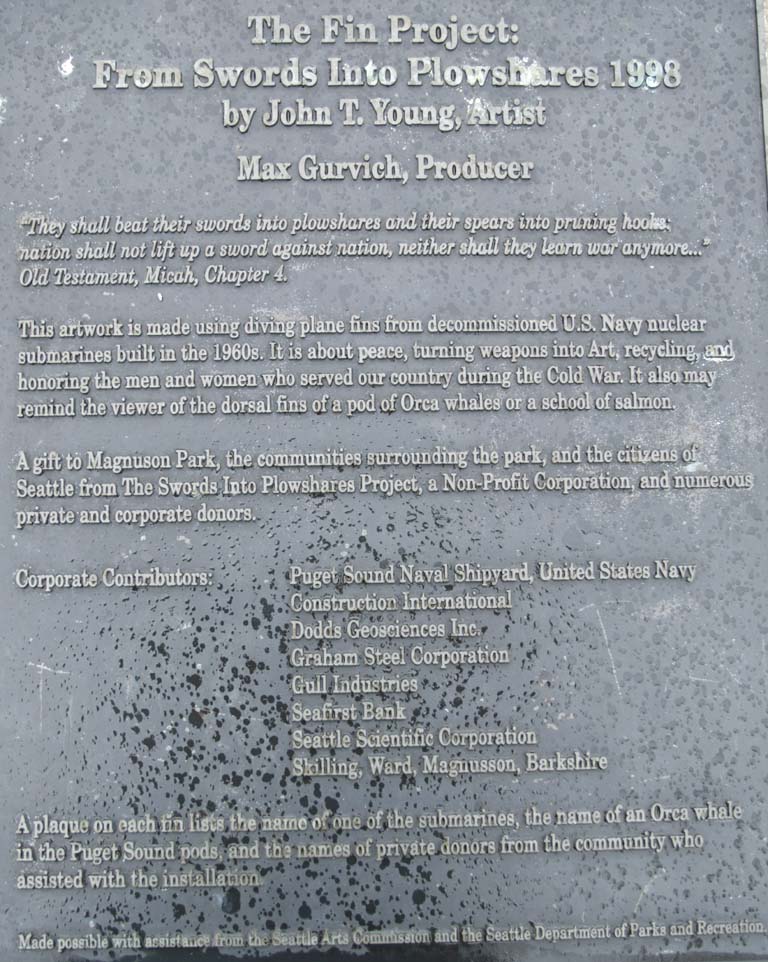 The Fin Project:
From Swords Into Plowshares 1998
by John T. Young, Artist
Max Gurvich, Producer
"They shall beat their swords into plowshares and their spears into pruning hooks;
nation shall not lift up a sword against nation, neither shall they learn war anymore..."
Old Testament, Micah, Chapter 4.
This artwork is made using diving plane fins from decommissioned U.S. Navy nuclear
submarines built in the 1960s. It is about peace, turning weapons into Art, recycling, and
honoring the men and women who served our country during the Cold War. It also may
remind the viewer of the dorsal fins of a pod of Orca whales or a school of salmon.
A gift to Magnuson Park, the communities surrounding the park, and the citizens of
Seattle from The Swords Into Plowshares Project, a Non-Profit Corporation, and numerous
private and corporate donors.
Corporate Contributors: Puget Sound Naval Shipyard, United States Navy
Construction International
Dodds Geosciences Inc.
Graham Steel Corporation
Gull Industries
Seafirst Bank
Seattle Scientific Corporation
Skilling, Ward, Magnusson, Barkshire
A plaque on each fin lists the name of one of the submarines, the name of an Orca whale
in the Puget Sound pods, and the names of private donors from the community who
assisted with the installation.
Made possible with assistance from the Seattle Arts Commission and the Seattle Department of Parks and Recreation.